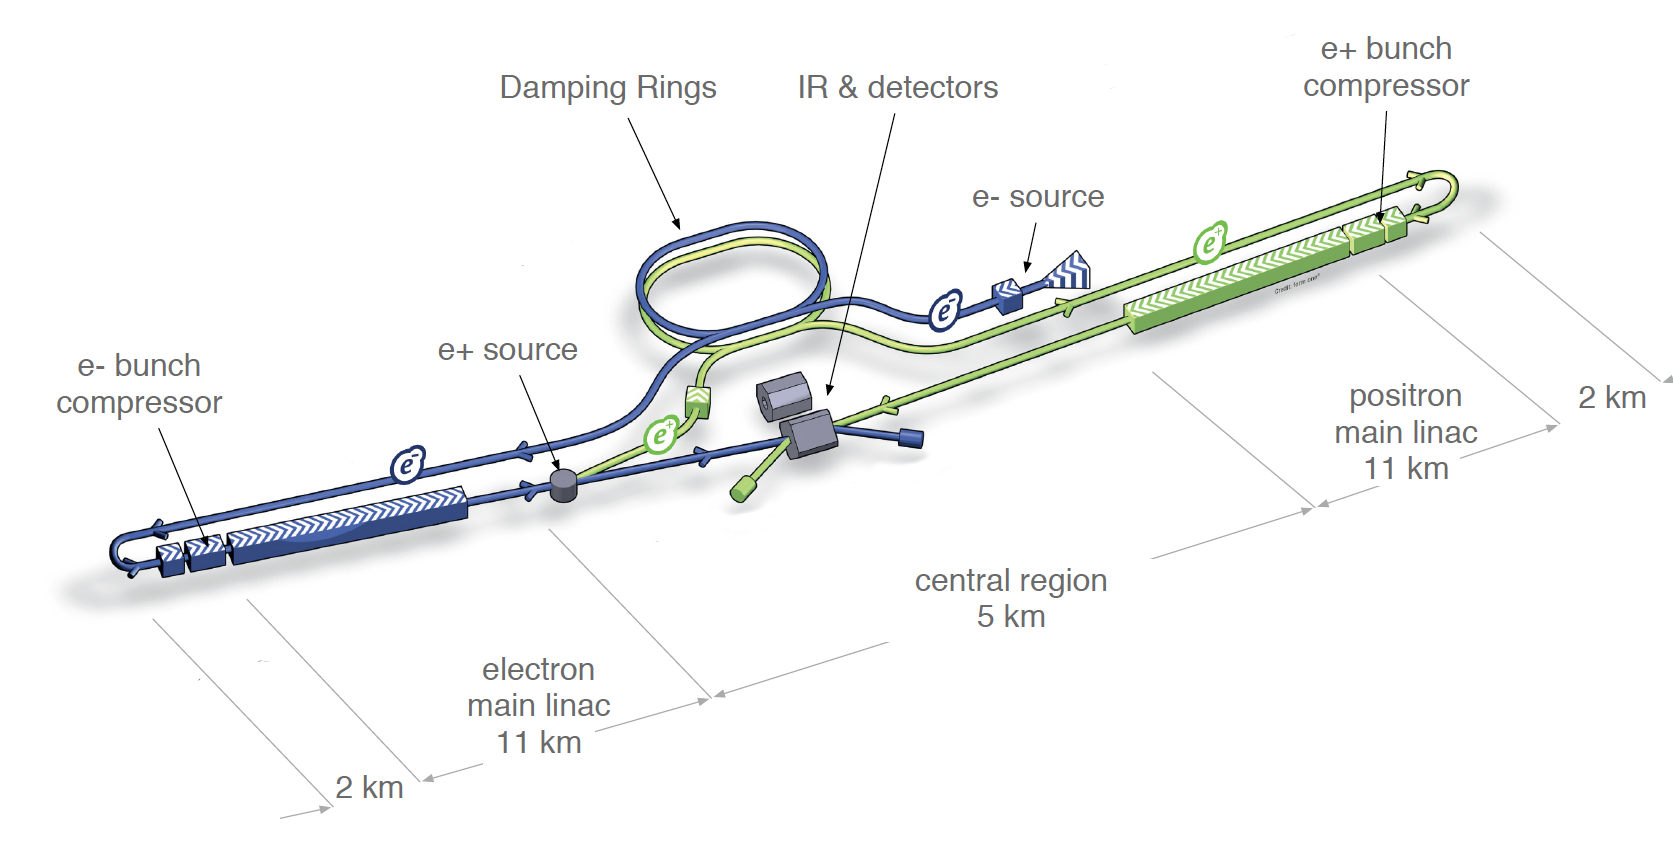 e+ bunch
compressor
Damping Rings
IR & detectors
e- source
e+
e-
e+ source
e- bunch
compressor
e+
e-
positron
main linac
11 km
2 km
central region
5 km
electron
main linac
11 km
2 km